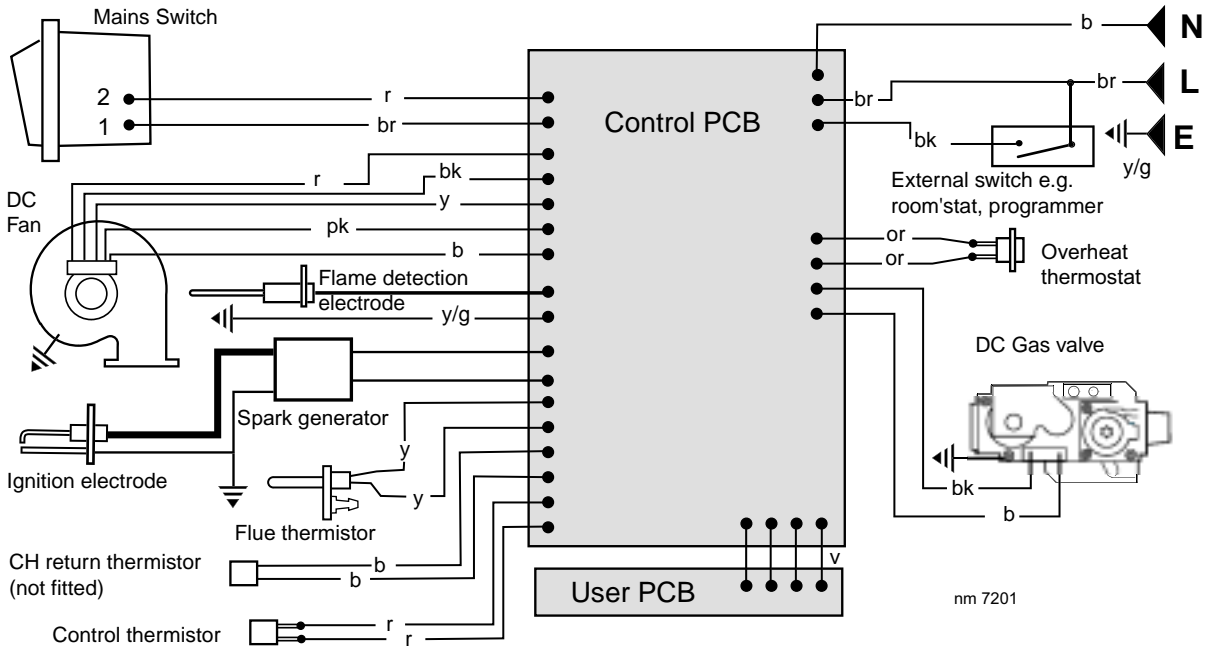 Mains Switch
2
1
r
br
DC
Fan
r
bk
y
pk
b
Flame detection
electrode
y/g
Spark generator
Ignition electrode
y
y
Flue thermistor
CH return thermistor
(not fitted)
b
b
Control thermistor
r
r
Control PCB
User PCB
v
b
N
br
br
L
bk
E
y/g
External switch e.g.
room'stat, programmer
or
or
Overheat
thermostat
DC Gas valve
bk
b
nm 7201